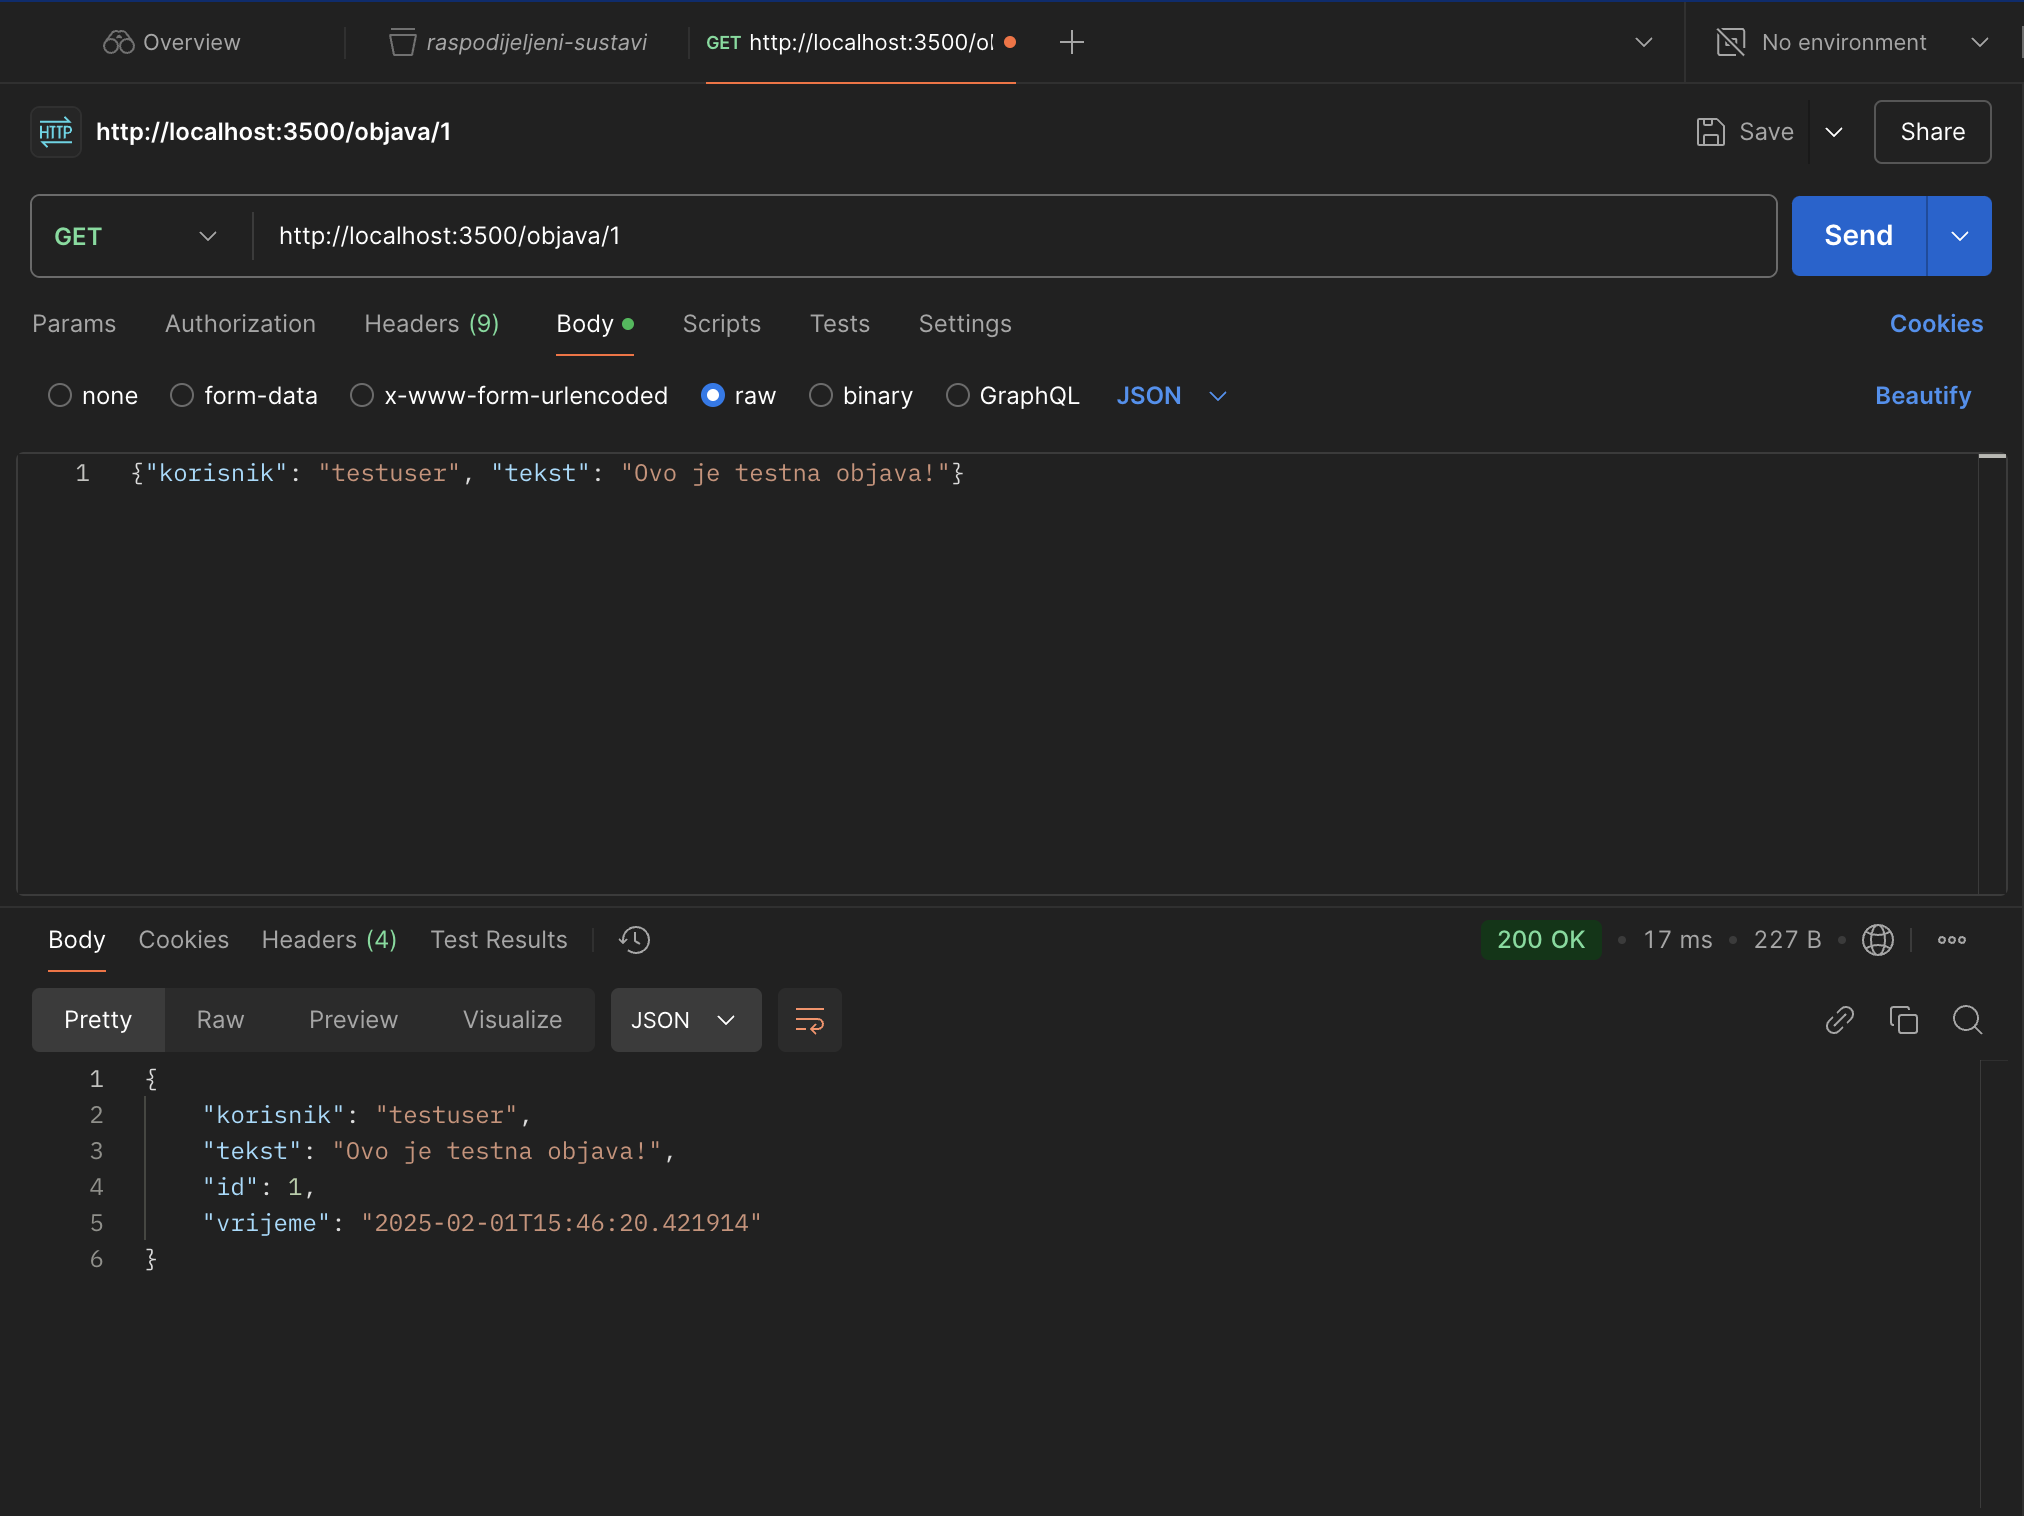 Overview raspodijeljeni-sustavi GET http://localhost:3500/ol No environment
HTTP http://localhost:3500/objava/1 Save Share
GET http://localhost:3500/objava/1 Send
Params Authorization Headers (9) Body Scripts Tests Settings Cookies
none form-data x-www-form-urlencoded raw binary GraphQL JSON Beautify
1 {"korisnik": "testuser", "tekst": "Ovo je testna objava!"}
Body Cookies Headers (4) Test Results 200 OK • 17 ms • 227 B •
Pretty Raw Preview Visualize JSON
1 {
2 "korisnik": "testuser",
3 "tekst": "Ovo je testna objava!",
4 "id": 1,
5 "vrijeme": "2025-02-01T15:46:20.421914"
6 }